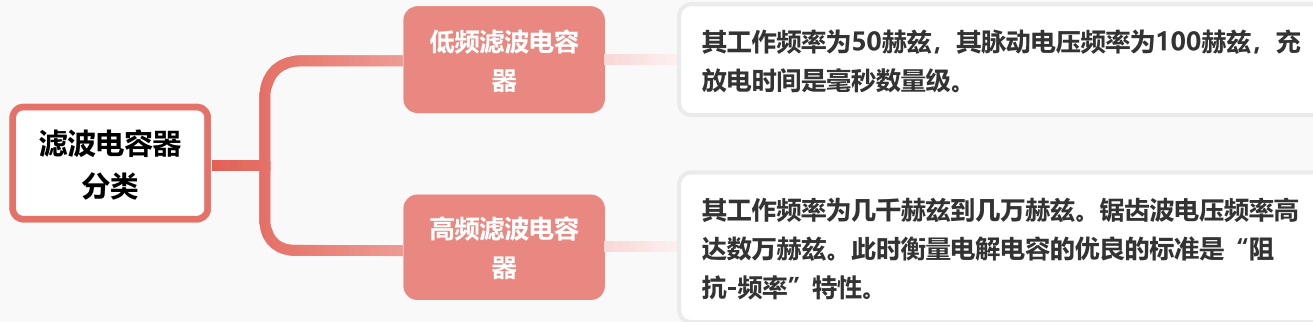 滤波电容器
分类
低频滤波电容
器
其工作频率为50赫兹，其脉动电压频率为100赫兹，充
放电时间是毫秒数量级。
高频滤波电容
器
其工作频率为几千赫兹到几万赫兹。锯齿波电压频率高
达数万赫兹。此时衡量电解电容的优良的标准是“阻
抗-频率”特性。